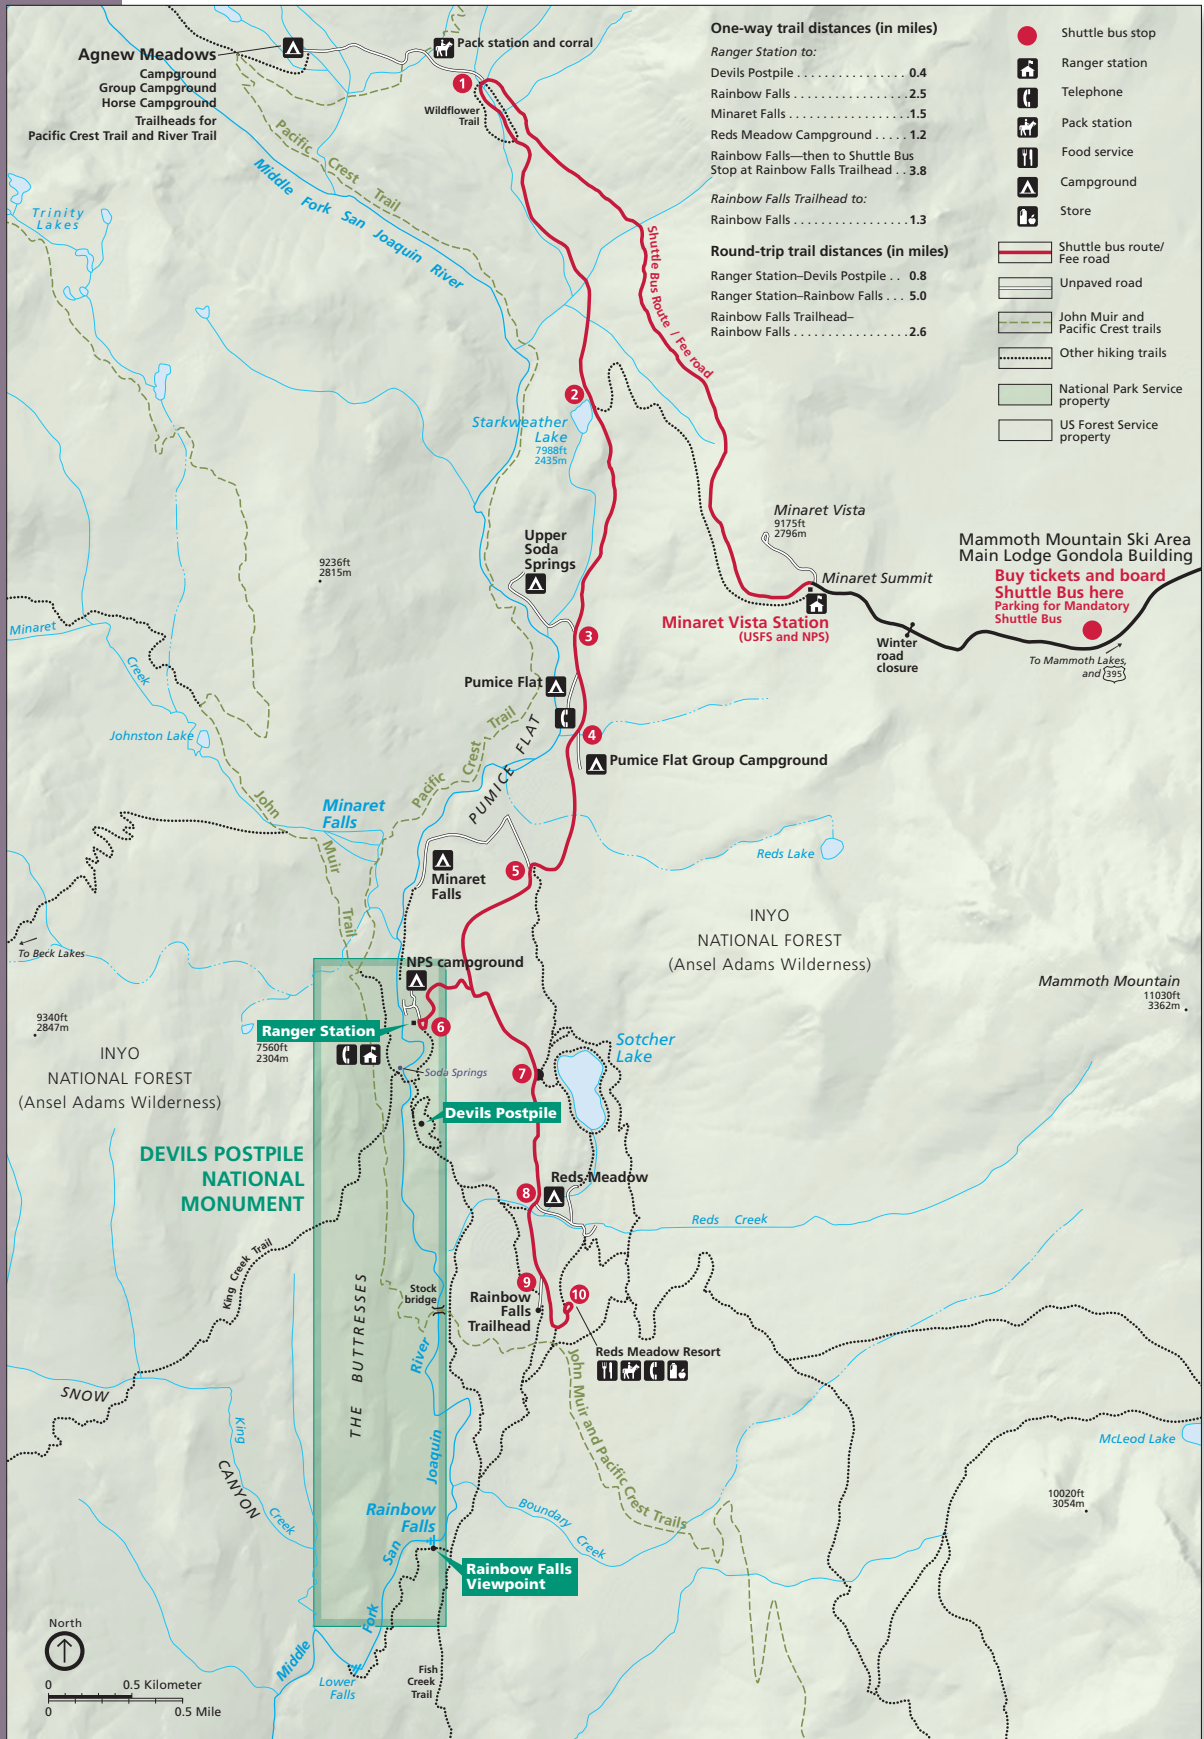 Agnew Meadows
Campground
Group Campground
Horse Campground
Trailheads for
Pacific Crest Trail and River Trail
Pack station and corral
1
Wildflower
Trail
Pacific Crest Trail
Middle Fork San Joaquin River
Trinity
Lakes
Shuttle Bus Route / Fee road
One-way trail distances (in miles)
Ranger Station to:
Devils Postpile . . . . . . . . . . . . . . . . 0.4
Rainbow Falls . . . . . . . . . . . . . . . . . 2.5
Minaret Falls . . . . . . . . . . . . . . . . . . 1.5
Reds Meadow Campground . . . . . 1.2
Rainbow Falls—then to Shuttle Bus
Stop at Rainbow Falls Trailhead . . 3.8
Rainbow Falls Trailhead to:
Rainbow Falls . . . . . . . . . . . . . . . . . 1.3
Round-trip trail distances (in miles)
Ranger Station–Devils Postpile . . 0.8
Ranger Station–Rainbow Falls . . . 5.0
Rainbow Falls Trailhead–
Rainbow Falls . . . . . . . . . . . . . . . . 2.6
Shuttle bus stop
Ranger station
Telephone
Pack station
Food service
Campground
Store
Shuttle bus route/
Fee road
Unpaved road
John Muir and
Pacific Crest trails
Other hiking trails
National Park Service
property
US Forest Service
property
2
Starkweather
Lake
7988ft
2435m
Minaret Vista
9175ft
2796m
Upper
Soda
Springs
9236ft
2815m
Minaret Summit
Mammoth Mountain Ski Area
Main Lodge Gondola Building
Buy tickets and board
Shuttle Bus here
Parking for Mandatory
Shuttle Bus
Minaret Vista Station
(USFS and NPS)
Winter
road
closure
To Mammoth Lakes,
and 395
3
Minaret
Creek
Pumice Flat
Pacific Crest Trail
PUMICE FLAT
4
Pumice Flat Group Campground
Johnston Lake
John Muir Trail
Minaret
Falls
Reds Lake
5
Minaret
Falls
INYO
NATIONAL FOREST
(Ansel Adams Wilderness)
To Beck Lakes
NPS campground
Mammoth Mountain
11030ft
3362m
9340ft
2847m
Ranger Station
6
7560ft
2304m
Sotcher
Lake
INYO
NATIONAL FOREST
(Ansel Adams Wilderness)
Soda Springs
7
Devils Postpile
DEVILS POSTPILE
NATIONAL
MONUMENT
Reds Meadow
8
Reds Creek
King Creek Trail
Stock
bridge
9
10
Rainbow
Falls
Trailhead
THE BUTTRESSES
Reds Meadow Resort
John Muir and Pacific Crest Trails
SNOW
CANYON
King
Creek
McLeod Lake
10020ft
3054m
Boundary
Creek
Rainbow
Falls
Rainbow Falls
Viewpoint
Middle Fork San Joaquin River
Lower
Falls
Fish
Creek
Trail
North
0 0.5 Kilometer
0 0.5 Mile